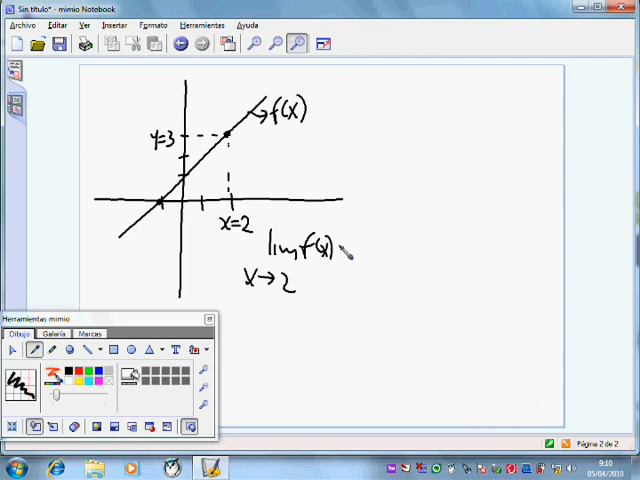 Sin título* - mimio Notebook
Archivo Editar Ver Insertar Formato Herramientas Ayuda
f(x)
y=3
x=2
lim f(x)
x→2
Herramientas mimio
Dibujo Galería Marcas
T
Página 2 de 2
9:10
05/04/2010